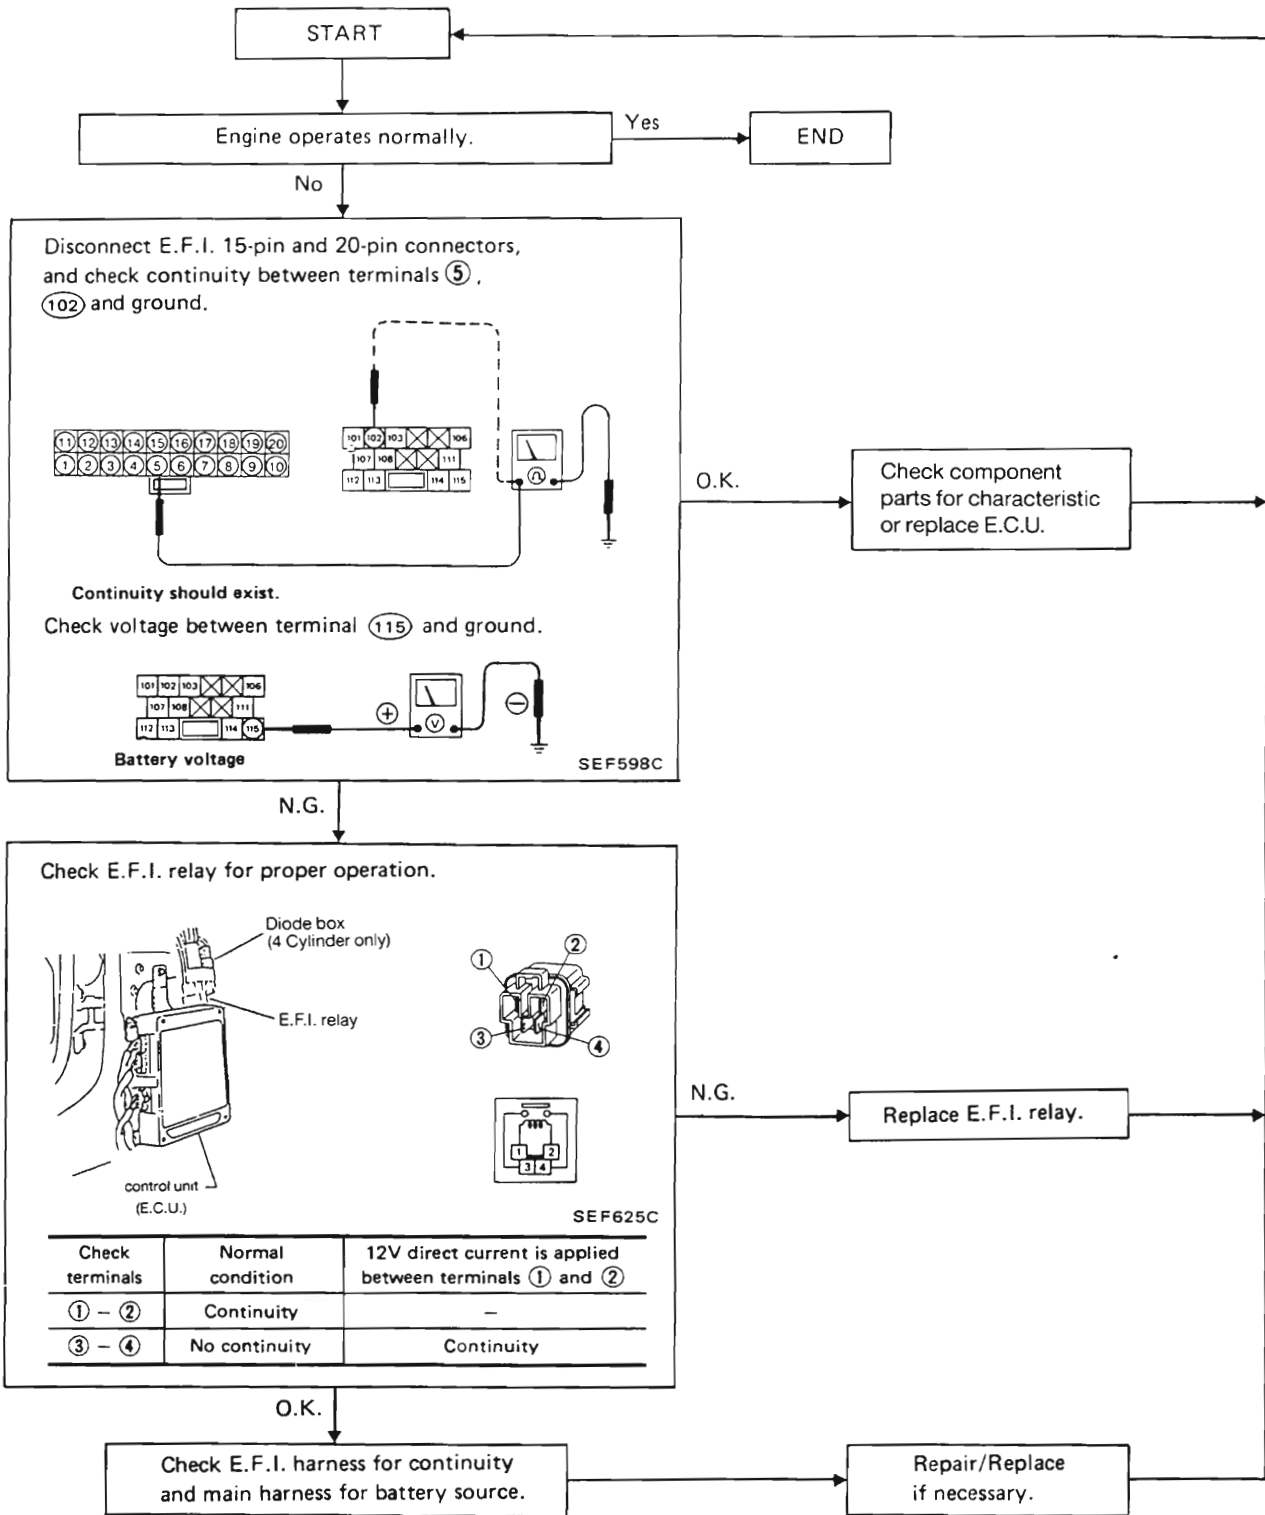 START
Engine operates normally.
Yes
END
No
Disconnect E.F.I. 15-pin and 20-pin connectors,
and check continuity between terminals ⑤,
(102) and ground.
11 12 13 14 15 16 17 18 19 20
1 2 3 4 5 6 7 8 9 10
101 102 103 106
107 108 111
112 113 114 115
Ω
Continuity should exist.
Check voltage between terminal (115) and ground.
101 102 103 106
107 108 111
112 113 114 115
+
V
−
Battery voltage
SEF598C
O.K.
Check component
parts for characteristic
or replace E.C.U.
N.G.
Check E.F.I. relay for proper operation.
Diode box
(4 Cylinder only)
E.F.I. relay
control unit
(E.C.U.)
①
②
③
④
1 2
3 4
SEF625C
Check terminals | Normal condition | 12V direct current is applied between terminals ① and ②
① – ② | Continuity | –
③ – ④ | No continuity | Continuity
N.G.
Replace E.F.I. relay.
O.K.
Check E.F.I. harness for continuity
and main harness for battery source.
Repair/Replace
if necessary.